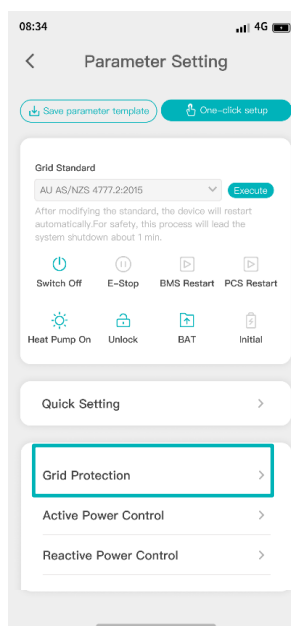 08:34 4G
Parameter Setting
Save parameter template One-click setup
Grid Standard
AU AS/NZS 4777.2:2015 Execute
After modifying the standard, the device will restart
automatically.For safety, this process will lead the
system shutdown about 1 min.
Switch Off E-Stop BMS Restart PCS Restart
Heat Pump On Unlock BAT Initial
Quick Setting
Grid Protection
Active Power Control
Reactive Power Control